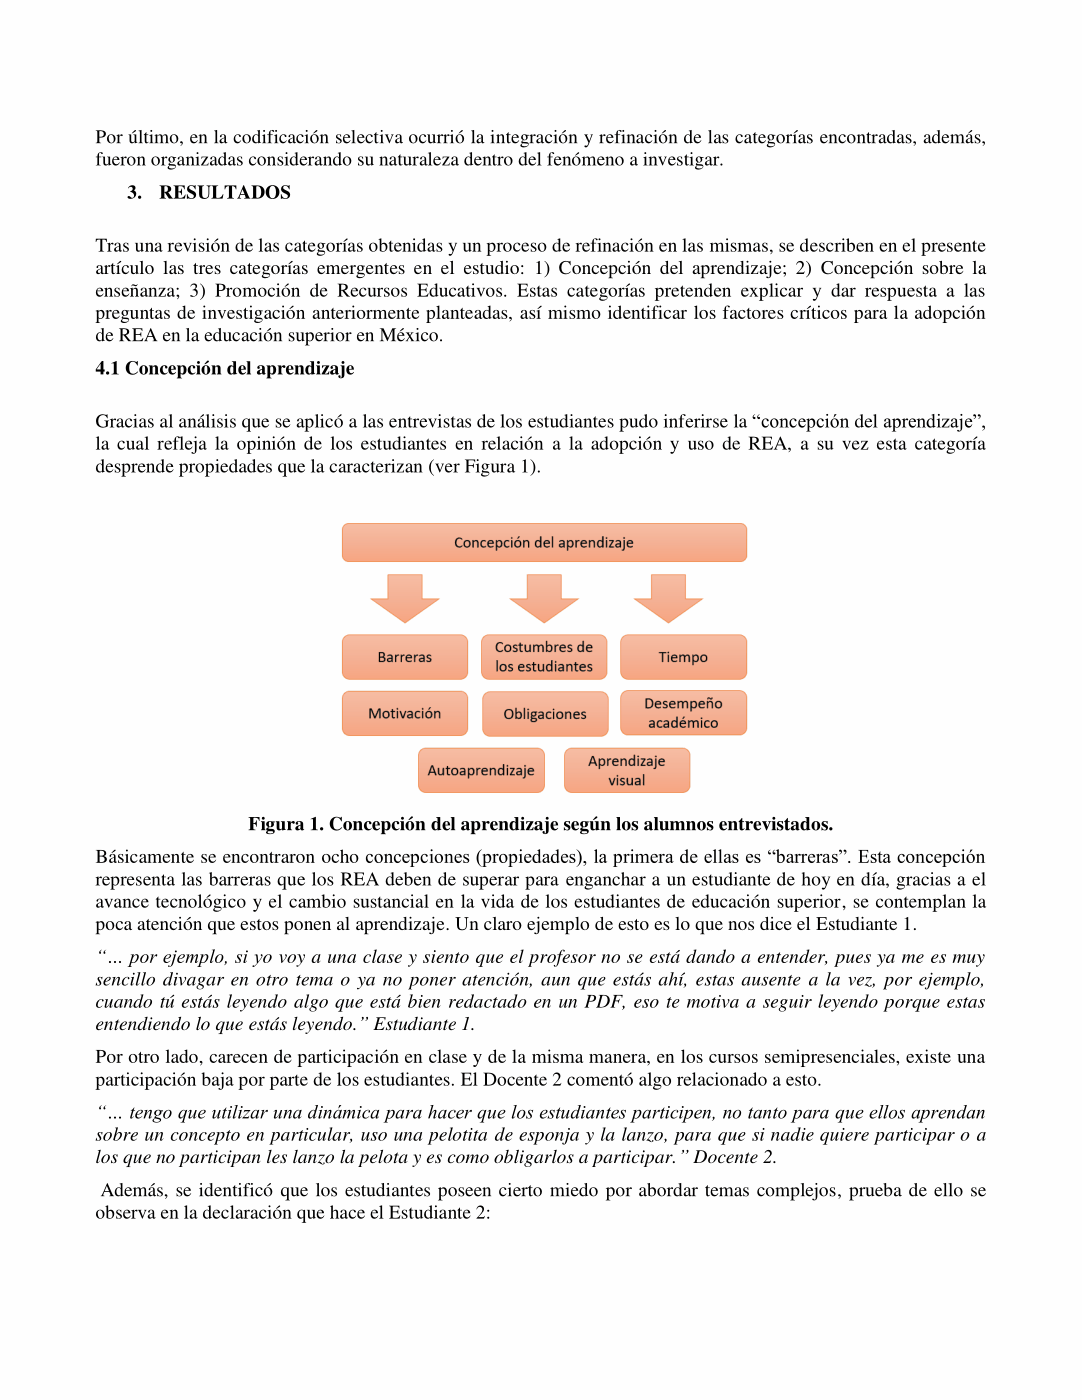 Por último, en la codificación selectiva ocurrió la integración y refinación de las categorías encontradas, además,
fueron organizadas considerando su naturaleza dentro del fenómeno a investigar.
3. RESULTADOS
Tras una revisión de las categorías obtenidas y un proceso de refinación en las mismas, se describen en el presente
artículo las tres categorías emergentes en el estudio: 1) Concepción del aprendizaje; 2) Concepción sobre la
enseñanza; 3) Promoción de Recursos Educativos. Estas categorías pretenden explicar y dar respuesta a las
preguntas de investigación anteriormente planteadas, así mismo identificar los factores críticos para la adopción
de REA en la educación superior en México.
4.1 Concepción del aprendizaje
Gracias al análisis que se aplicó a las entrevistas de los estudiantes pudo inferirse la “concepción del aprendizaje”,
la cual refleja la opinión de los estudiantes en relación a la adopción y uso de REA, a su vez esta categoría
desprende propiedades que la caracterizan (ver Figura 1).
Concepción del aprendizaje
Barreras
Costumbres de
los estudiantes
Tiempo
Motivación
Obligaciones
Desempeño
académico
Autoaprendizaje
Aprendizaje
visual
Figura 1. Concepción del aprendizaje según los alumnos entrevistados.
Básicamente se encontraron ocho concepciones (propiedades), la primera de ellas es “barreras”. Esta concepción
representa las barreras que los REA deben de superar para enganchar a un estudiante de hoy en día, gracias a el
avance tecnológico y el cambio sustancial en la vida de los estudiantes de educación superior, se contemplan la
poca atención que estos ponen al aprendizaje. Un claro ejemplo de esto es lo que nos dice el Estudiante 1.
“… por ejemplo, si yo voy a una clase y siento que el profesor no se está dando a entender, pues ya me es muy
sencillo divagar en otro tema o ya no poner atención, aun que estás ahí, estas ausente a la vez, por ejemplo,
cuando tú estás leyendo algo que está bien redactado en un PDF, eso te motiva a seguir leyendo porque estas
entendiendo lo que estás leyendo.” Estudiante 1.
Por otro lado, carecen de participación en clase y de la misma manera, en los cursos semipresenciales, existe una
participación baja por parte de los estudiantes. El Docente 2 comentó algo relacionado a esto.
“… tengo que utilizar una dinámica para hacer que los estudiantes participen, no tanto para que ellos aprendan
sobre un concepto en particular, uso una pelotita de esponja y la lanzo, para que si nadie quiere participar o a
los que no participan les lanzo la pelota y es como obligarlos a participar.” Docente 2.
Además, se identificó que los estudiantes poseen cierto miedo por abordar temas complejos, prueba de ello se
observa en la declaración que hace el Estudiante 2: